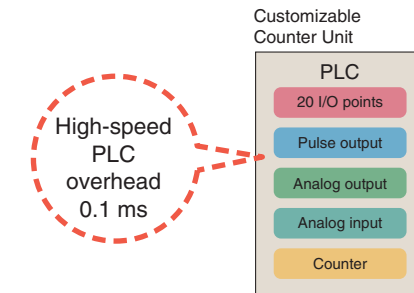 Customizable
Counter Unit
PLC
20 I/O points
Pulse output
Analog output
Analog input
Counter
High-speed
PLC
overhead
0.1 ms